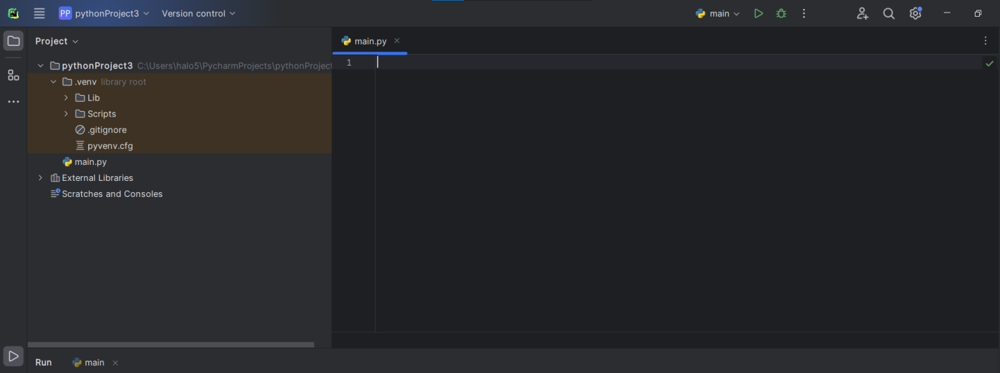 PC
PP pythonProject3 Version control main
Project
main.py
pythonProject3 C:\Users\halo5\PycharmProjects\pythonProject
1
.venv library root
Lib
Scripts
.gitignore
pyvenv.cfg
main.py
External Libraries
Scratches and Consoles
Run main